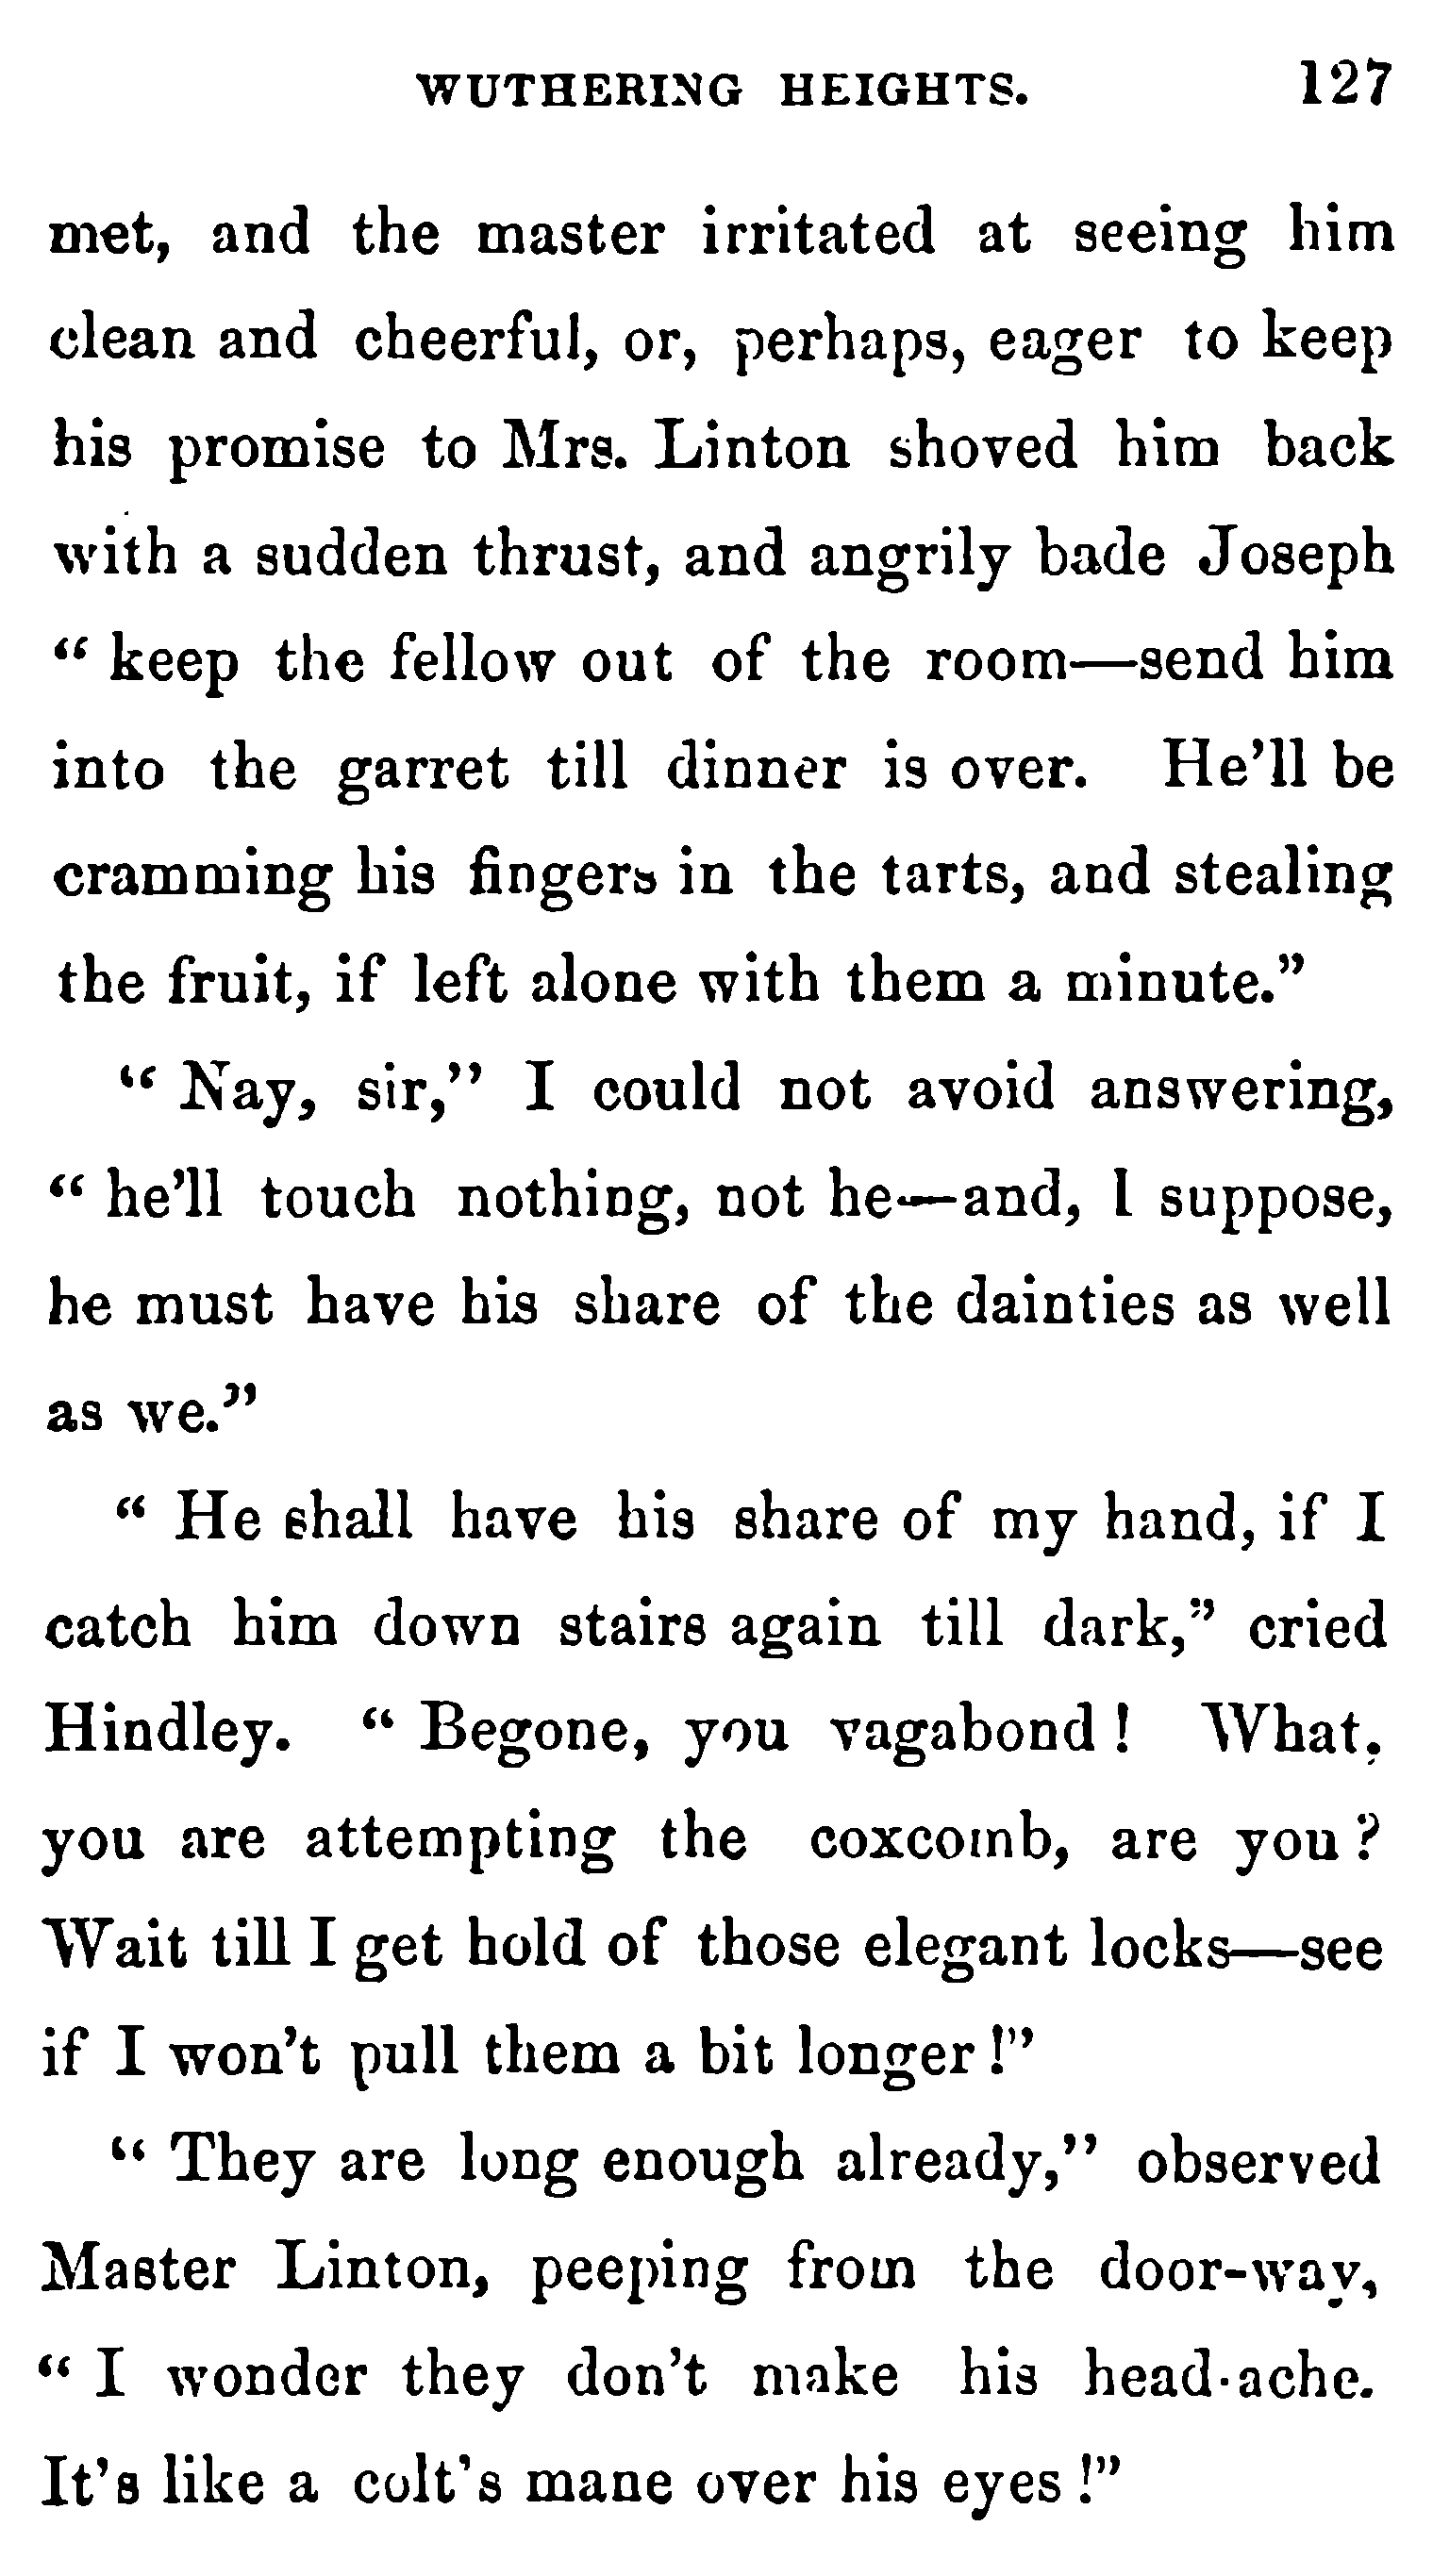 WUTHERING HEIGHTS. 127
met, and the master irritated at seeing him
clean and cheerful, or, perhaps, eager to keep
his promise to Mrs. Linton shoved him back
with a sudden thrust, and angrily bade Joseph
“ keep the fellow out of the room—send him
into the garret till dinner is over. He’ll be
cramming his fingers in the tarts, and stealing
the fruit, if left alone with them a minute.”
“ Nay, sir,” I could not avoid answering,
“ he’ll touch nothing, not he—and, I suppose,
he must have his share of the dainties as well
as we.”
“ He shall have his share of my hand, if I
catch him down stairs again till dark,” cried
Hindley. “ Begone, you vagabond ! What,
you are attempting the coxcomb, are you ?
Wait till I get hold of those elegant locks—see
if I won’t pull them a bit longer !”
“ They are long enough already,” observed
Master Linton, peeping from the door-way,
“ I wonder they don’t make his head-ache.
It’s like a colt’s mane over his eyes !”